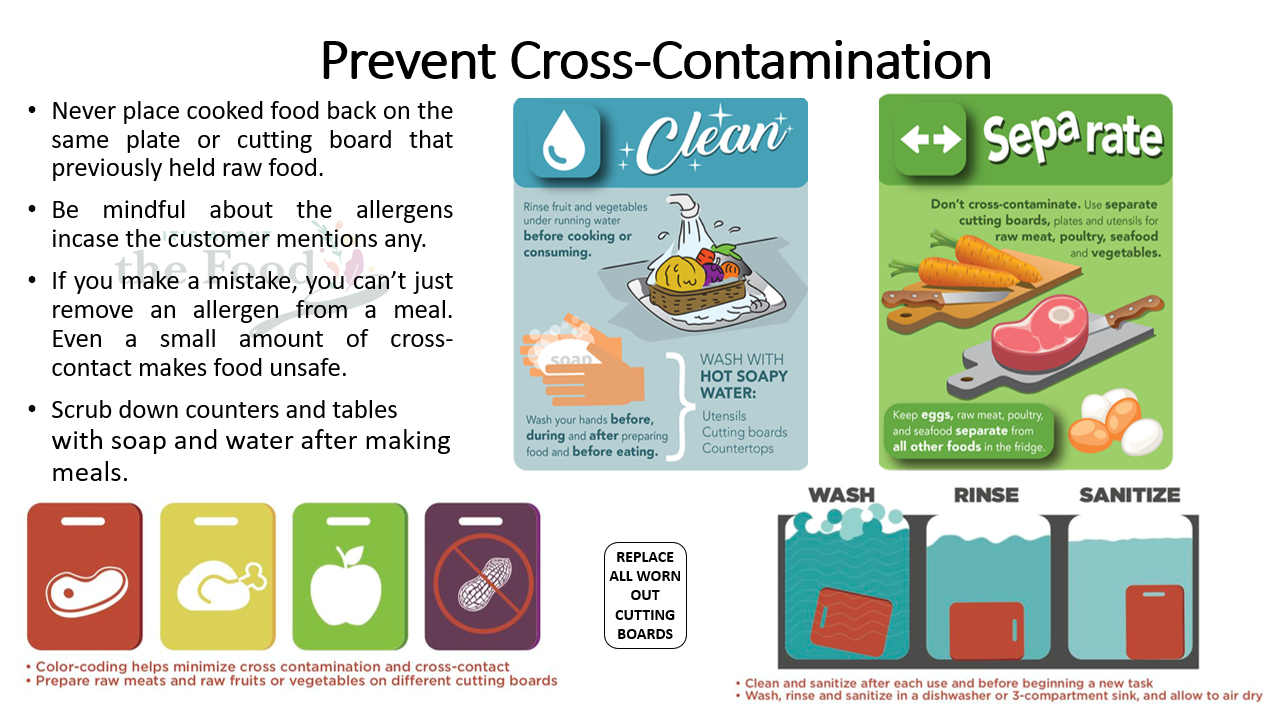 Prevent Cross-Contamination
• Never place cooked food back on the
same plate or cutting board that
previously held raw food.
• Be mindful about the allergens
incase the customer mentions any.
• If you make a mistake, you can’t just
remove an allergen from a meal.
Even a small amount of cross-
contact makes food unsafe.
• Scrub down counters and tables
with soap and water after making
meals.
the Food
Clean
Rinse fruit and vegetables
under running water
before cooking or
consuming.
soap
Wash your hands before,
during and after preparing
food and before eating.
WASH WITH
HOT SOAPY
WATER:
Utensils
Cutting boards
Countertops
Separate
Don’t cross-contaminate. Use separate
cutting boards, plates and utensils for
raw meat, poultry, seafood
and vegetables.
Keep eggs, raw meat, poultry,
and seafood separate from
all other foods in the fridge.
• Color-coding helps minimize cross contamination and cross-contact
• Prepare raw meats and raw fruits or vegetables on different cutting boards
REPLACE
ALL WORN
OUT
CUTTING
BOARDS
WASH RINSE SANITIZE
• Clean and sanitize after each use and before beginning a new task
• Wash, rinse and sanitize in a dishwasher or 3-compartment sink, and allow to air dry